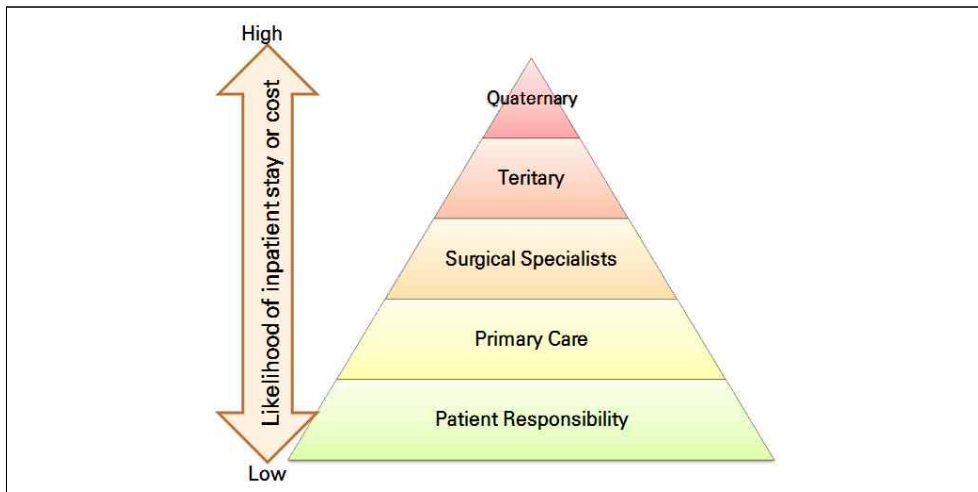 High
Likelihood of inpatient stay or cost
Low
Quaternary
Teritary
Surgical Specialists
Primary Care
Patient Responsibility